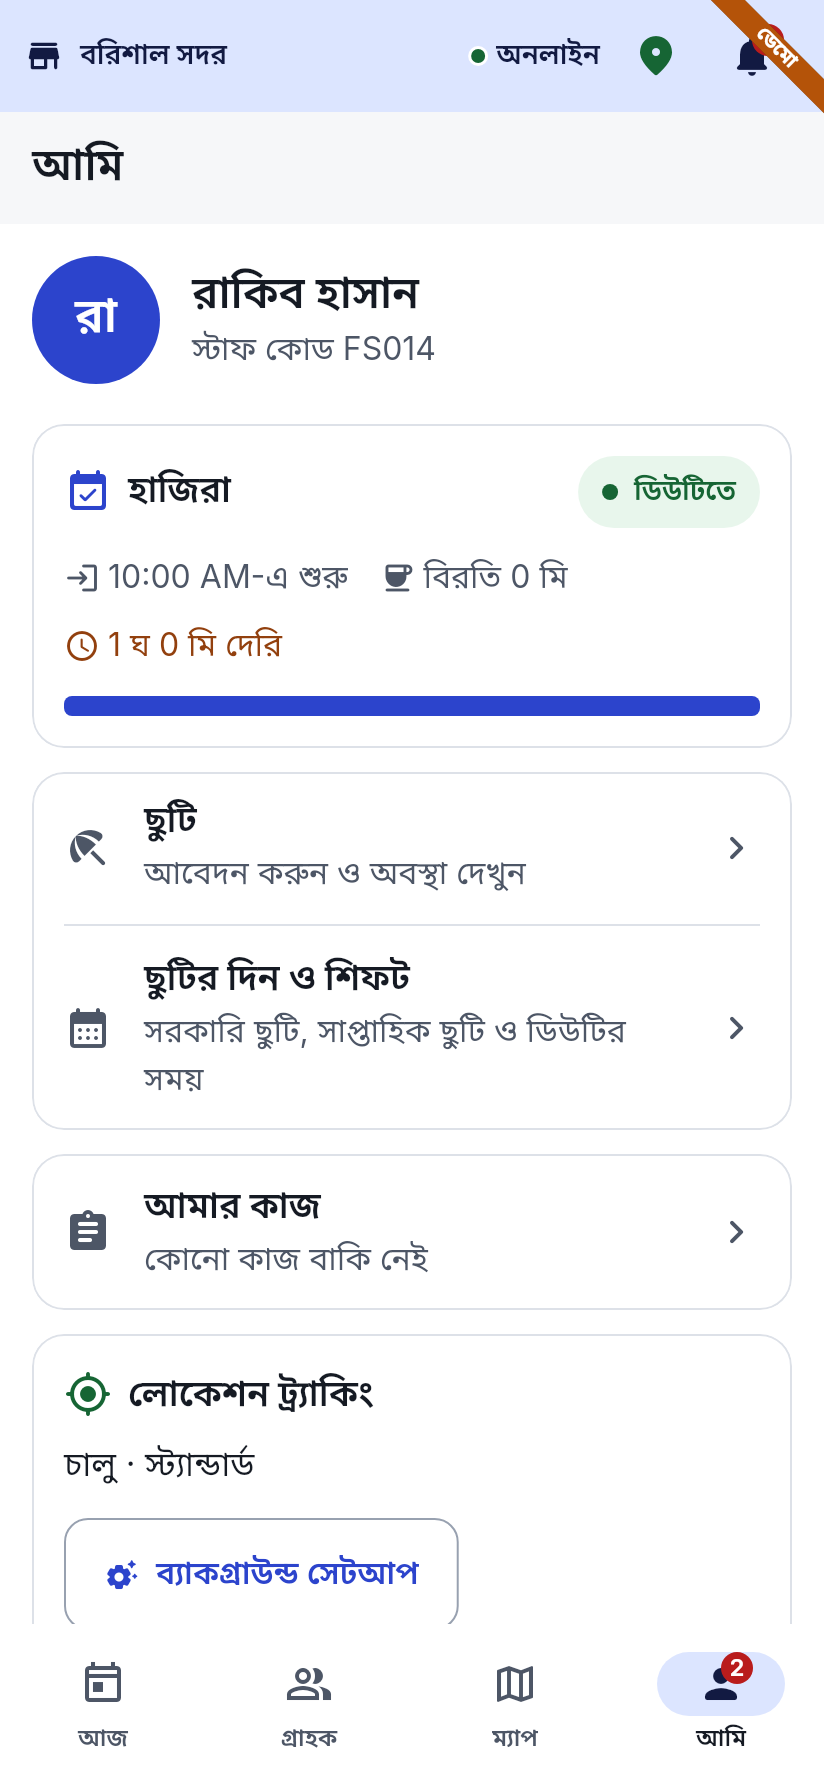 বরিশাল সদর
অনলাইন
ডেমো
আমি
রা
রাকিব হাসান
স্টাফ কোড FS014
হাজিরা
ডিউটিতে
10:00 AM-এ শুরু
বিরতি 0 মি
1 ঘ 0 মি দেরি
ছুটি
আবেদন করুন ও অবস্থা দেখুন
ছুটির দিন ও শিফট
সরকারি ছুটি, সাপ্তাহিক ছুটি ও ডিউটির
সময়
আমার কাজ
কোনো কাজ বাকি নেই
লোকেশন ট্র্যাকিং
চালু · স্ট্যান্ডার্ড
ব্যাকগ্রাউন্ড সেটআপ
আজ
গ্রাহক
ম্যাপ
2
আমি